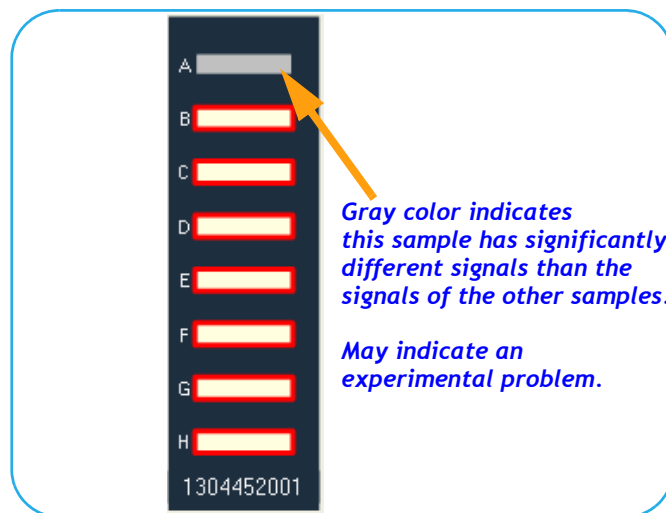 A
B
C
D
E
F
G
H
1304452001
Gray color indicates
this sample has significantly
different signals than the
signals of the other samples.
May indicate an
experimental problem.